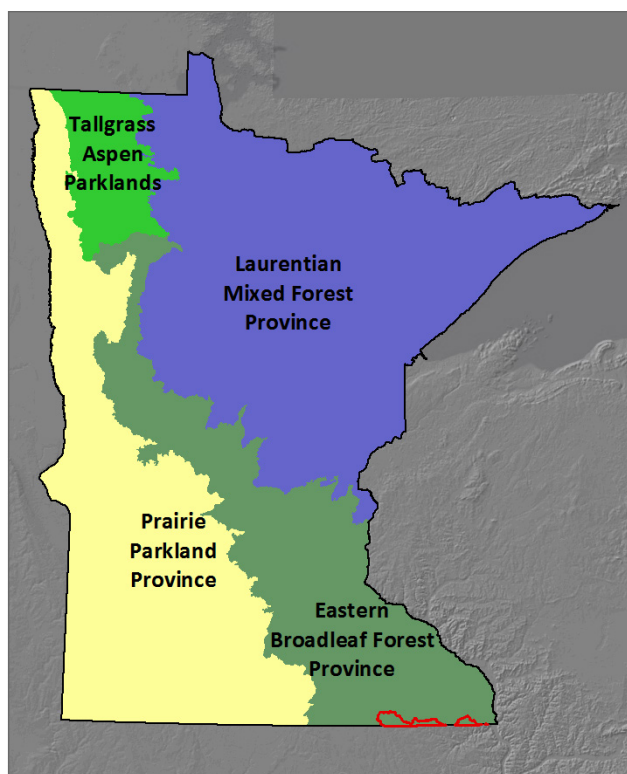 Tallgrass
Aspen
Parklands
Laurentian
Mixed Forest
Province
Prairie
Parkland
Province
Eastern
Broadleaf Forest
Province